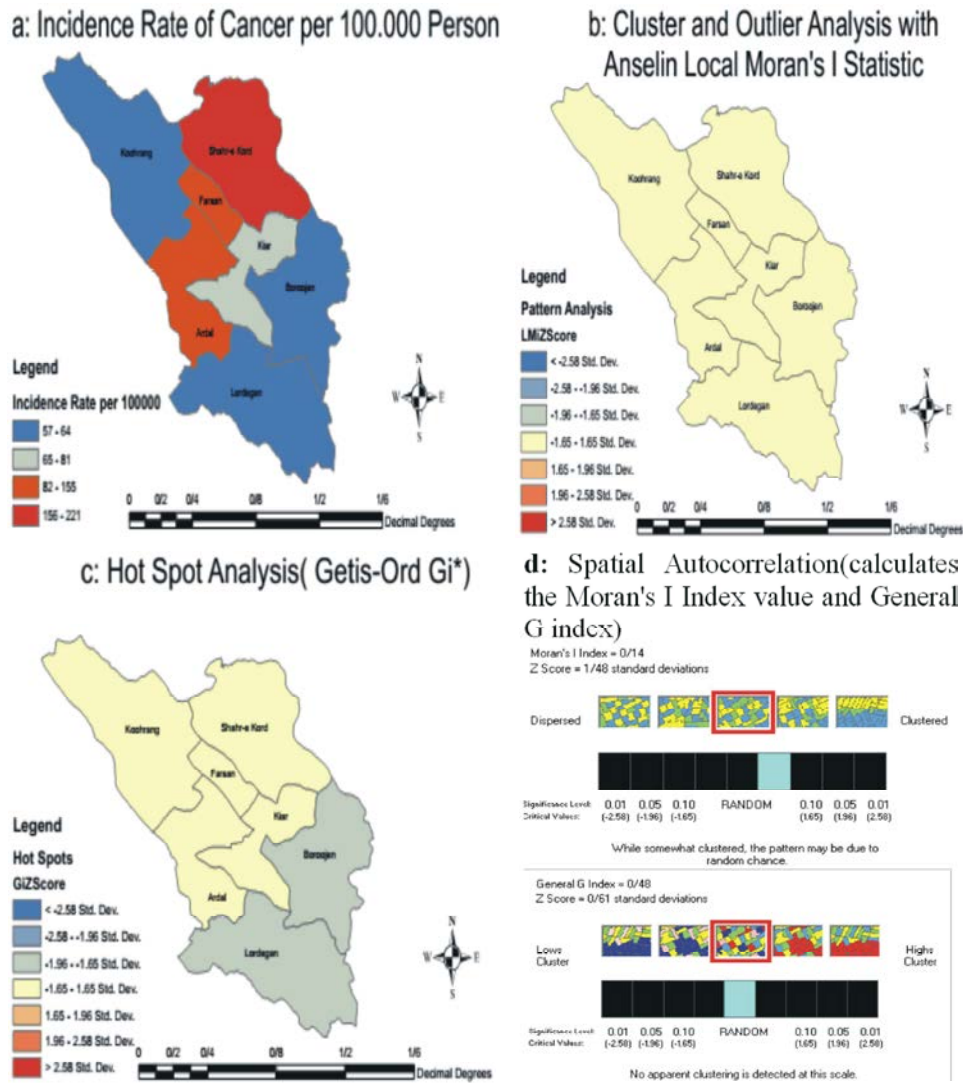 a: Incidence Rate of Cancer per 100.000 Person
Koohrang
Shahr-e Kord
Farsan
Kiar
Boroojen
Ardal
Lordegan
Legend
Incidence Rate per 100000
57 - 64
65 - 81
82 - 155
156 - 221
N
W E
S
0 0/2 0/4 0/8 1/2 1/6
Decimal Degrees
b: Cluster and Outlier Analysis with
Anselin Local Moran's I Statistic
Koohrang
Shahr-e Kord
Farsan
Kiar
Boroojen
Ardal
Lordegan
Legend
Pattern Analysis
LMiZScore
< -2.58 Std. Dev.
-2.58 - -1.96 Std. Dev.
-1.96 - -1.65 Std. Dev.
-1.65 - 1.65 Std. Dev.
1.65 - 1.96 Std. Dev.
1.96 - 2.58 Std. Dev.
> 2.58 Std. Dev.
N
W E
S
0 0/2 0/4 0/8 1/2 1/6
Decimal Degrees
c: Hot Spot Analysis( Getis-Ord Gi*)
Koohrang
Shahr-e Kord
Farsan
Kiar
Boroojen
Ardal
Lordegan
Legend
Hot Spots
GiZScore
< -2.58 Std. Dev.
-2.58 - -1.96 Std. Dev.
-1.96 - -1.65 Std. Dev.
-1.65 - 1.65 Std. Dev.
1.65 - 1.96 Std. Dev.
1.96 - 2.58 Std. Dev.
> 2.58 Std. Dev.
N
W E
S
0 0/2 0/4 0/8 1/2 1/6
Decimal Degrees
d: Spatial Autocorrelation(calculates
the Moran's I Index value and General
G index)
Moran's I Index = 0/14
Z Score = 1/48 standard deviations
Dispersed Clustered
Significance Level: 0.01 0.05 0.10 RANDOM 0.10 0.05 0.01
Critical Values: (-2.58) (-1.96) (-1.65) (1.65) (1.96) (2.58)
While somewhat clustered, the pattern may be due to
random chance.
General G Index = 0/48
Z Score = 0/61 standard deviations
Lows Highs
Cluster Cluster
Significance Level: 0.01 0.05 0.10 RANDOM 0.10 0.05 0.01
Critical Values: (-2.58) (-1.96) (-1.65) (1.65) (1.96) (2.58)
No apparent clustering is detected at this scale.